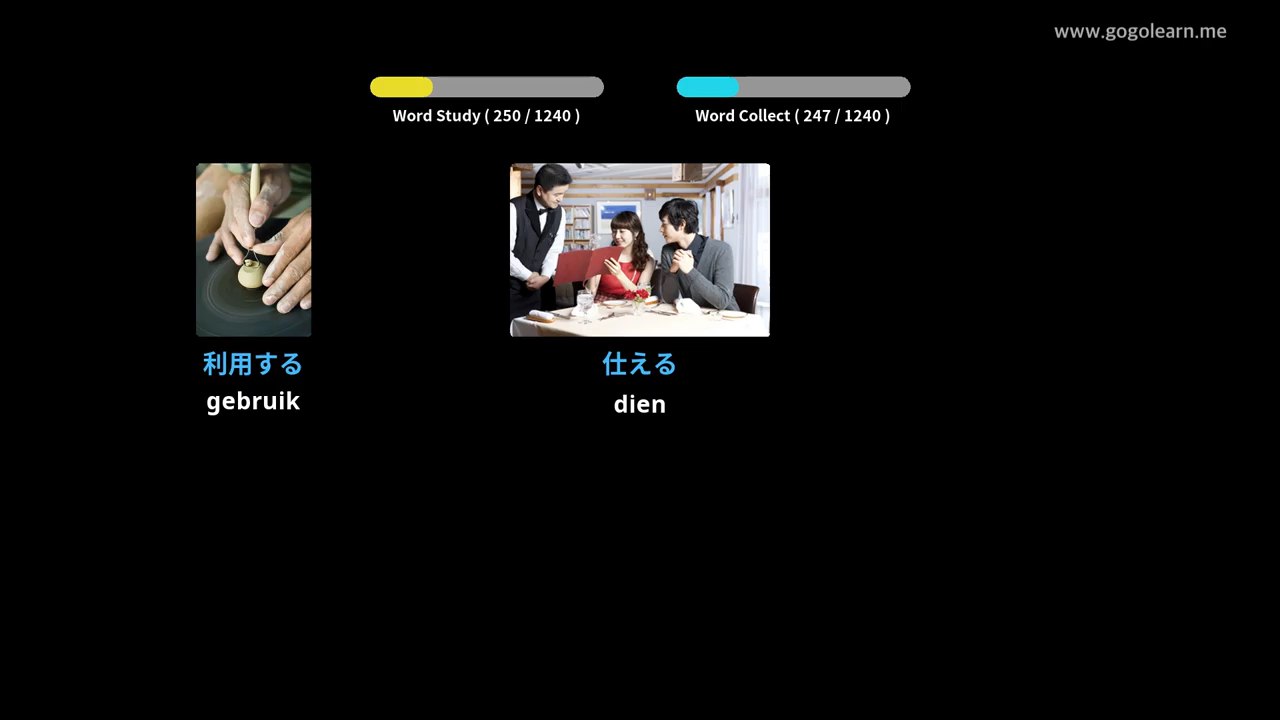 www.gogolearn.me
Word Study ( 250 / 1240 )
Word Collect ( 247 / 1240 )
利用する
gebruik
仕える
dien